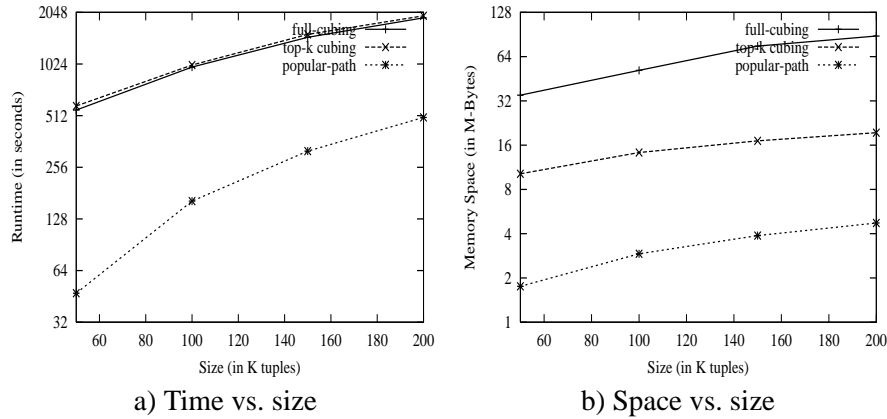 2048
1024
512
256
128
64
32
Runtime (in seconds)
full-cubing
top-k cubing
popular-path
60 80 100 120 140 160 180 200
Size (in K tuples)
a) Time vs. size
128
64
32
16
8
4
2
1
Memory Space (in M-Bytes)
full-cubing
top-k cubing
popular-path
60 80 100 120 140 160 180 200
Size (in K tuples)
b) Space vs. size